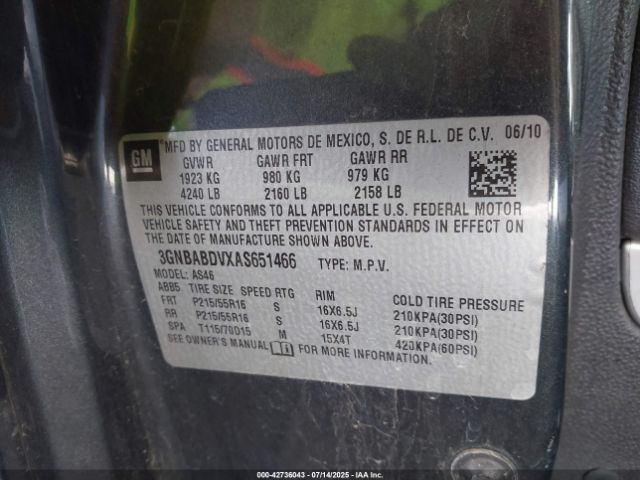 GM
MFD BY GENERAL MOTORS DE MEXICO, S. DE R.L. DE C.V. 06/10
GVWR GAWR FRT GAWR RR
1923 KG 980 KG 979 KG
4240 LB 2160 LB 2158 LB
THIS VEHICLE CONFORMS TO ALL APPLICABLE U.S. FEDERAL MOTOR
VEHICLE SAFETY AND THEFT PREVENTION STANDARDS IN EFFECT ON
THE DATE OF MANUFACTURE SHOWN ABOVE.
3GNBABDVXAS651466 TYPE: M.P.V.
MODEL: AS46
ABB5 TIRE SIZE SPEED RTG RIM COLD TIRE PRESSURE
FRT P215/55R16 S 16X6.5J 210KPA(30PSI)
RR P215/55R16 S 16X6.5J 210KPA(30PSI)
SPA T115/70D15 M 15X4T 420KPA(60PSI)
SEE OWNER'S MANUAL FOR MORE INFORMATION.
000-42736043 07/14/2025 IAAI.COM